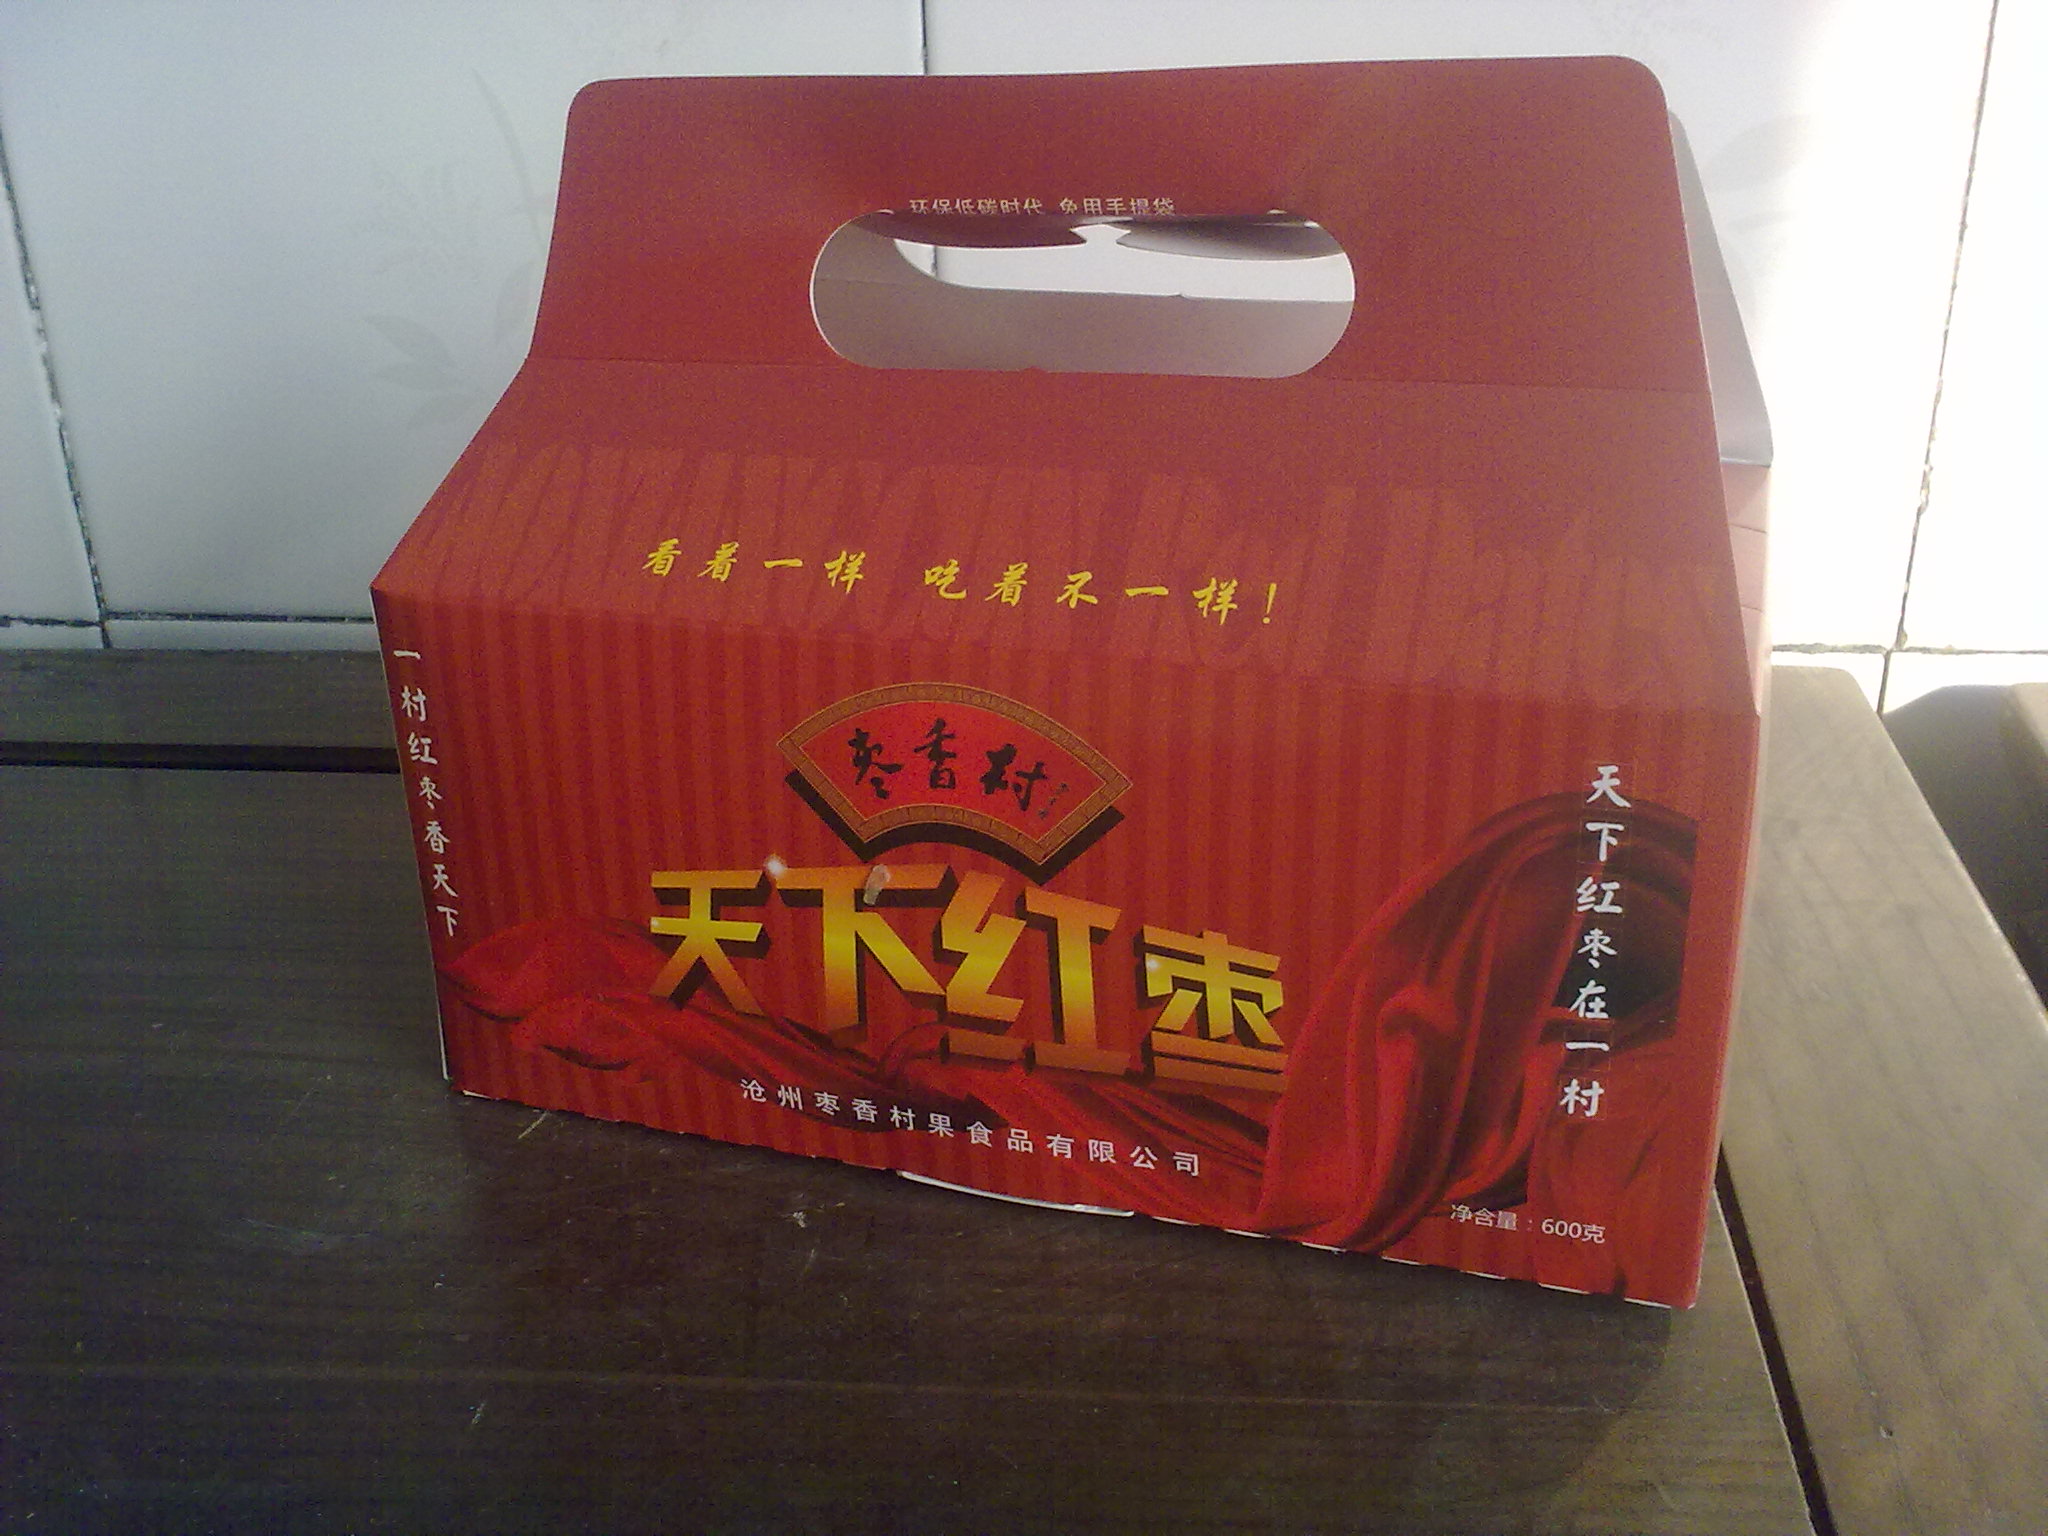 环保低碳时代 免用手提袋
看着一样 吃着不一样!
一村红枣香天下
枣香村!
天下红枣
天下红枣在一村
沧州枣香村果食品有限公司
净含量:600克